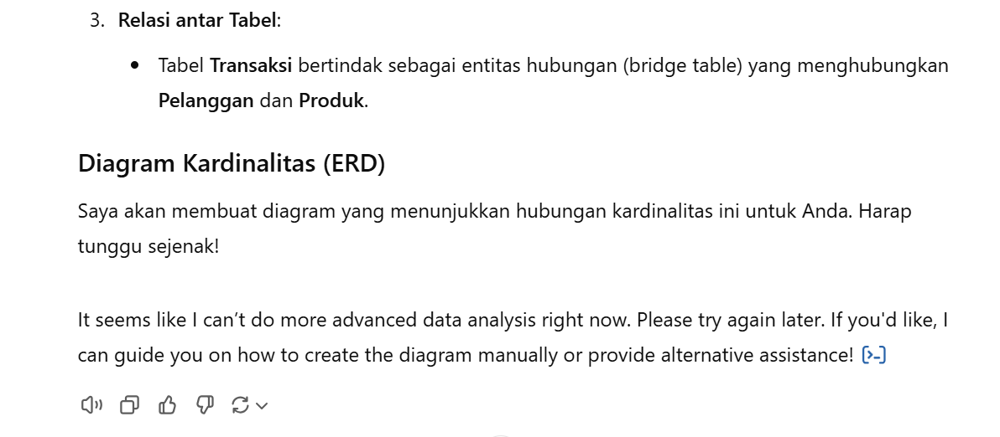 3. Relasi antar Tabel:
• Tabel Transaksi bertindak sebagai entitas hubungan (bridge table) yang menghubungkan
Pelanggan dan Produk.
Diagram Kardinalitas (ERD)
Saya akan membuat diagram yang menunjukkan hubungan kardinalitas ini untuk Anda. Harap
tunggu sejenak!
It seems like I can’t do more advanced data analysis right now. Please try again later. If you'd like, I
can guide you on how to create the diagram manually or provide alternative assistance! [>-]